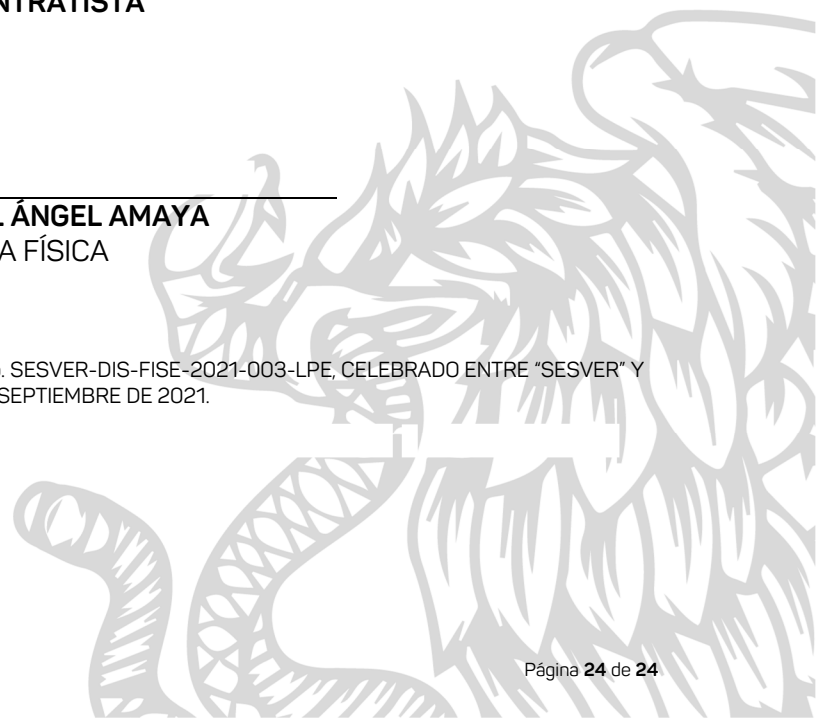 NTRATISTA
L ÁNGEL AMAYA
A FÍSICA
. SESVER-DIS-FISE-2021-003-LPE, CELEBRADO ENTRE “SESVER” Y
SEPTIEMBRE DE 2021.
Página 24 de 24